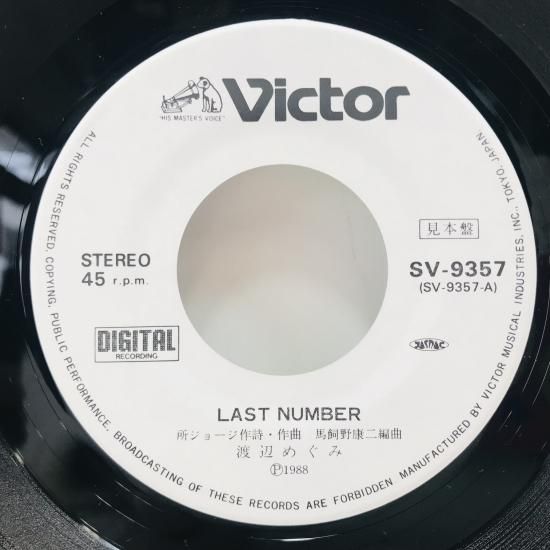 Victor
"HIS MASTER'S VOICE"
見本盤
STEREO
45 r.p.m.
SV-9357
(SV-9357-A)
DIGITAL
RECORDING
JASRAC
LAST NUMBER
所ジョージ作詩・作曲 馬飼野康二編曲
渡辺めぐみ
Ⓟ1988
ALL RIGHTS RESERVED, COPYING, PUBLIC PERFORMANCE, BROADCASTING OF THESE RECORDS ARE FORBIDDEN MANUFACTURED BY VICTOR MUSICAL INDUSTRIES, INC., TOKYO, JAPAN